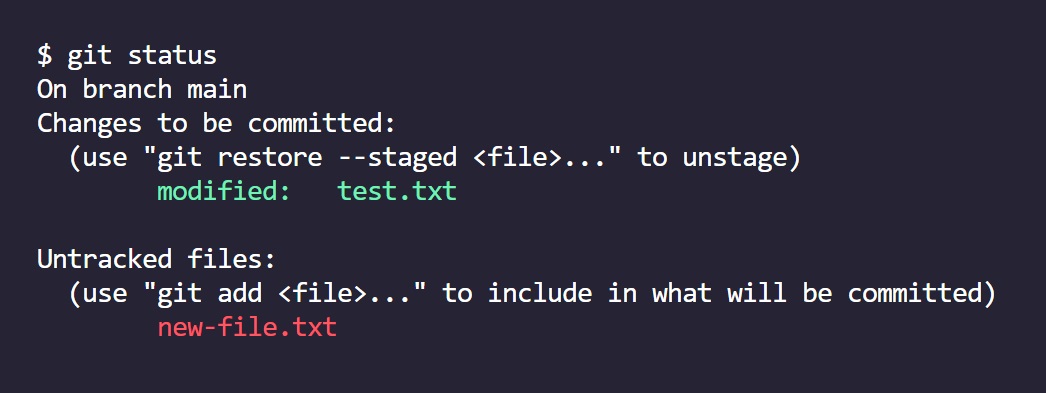 $ git status
On branch main
Changes to be committed:
  (use "git restore --staged <file>..." to unstage)
        modified:   test.txt

Untracked files:
  (use "git add <file>..." to include in what will be committed)
        new-file.txt